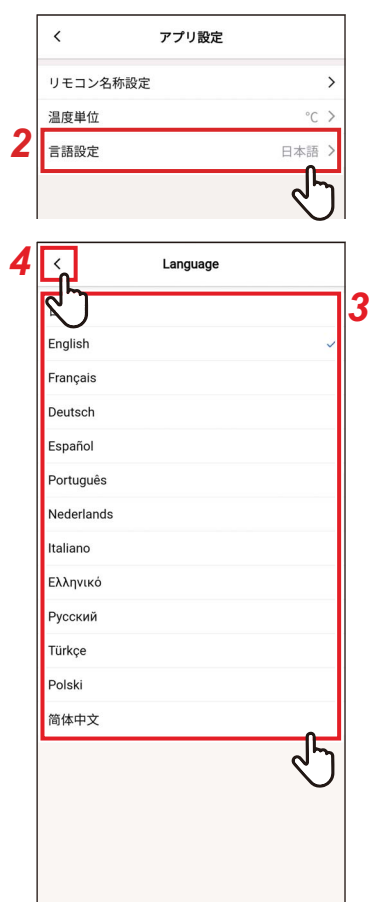 アプリ設定
リモコン名称設定
温度単位 °C
2
言語設定 日本語
4
Language
3
English
Français
Deutsch
Español
Português
Nederlands
Italiano
Ελληνικό
Русский
Türkçe
Polski
简体中文